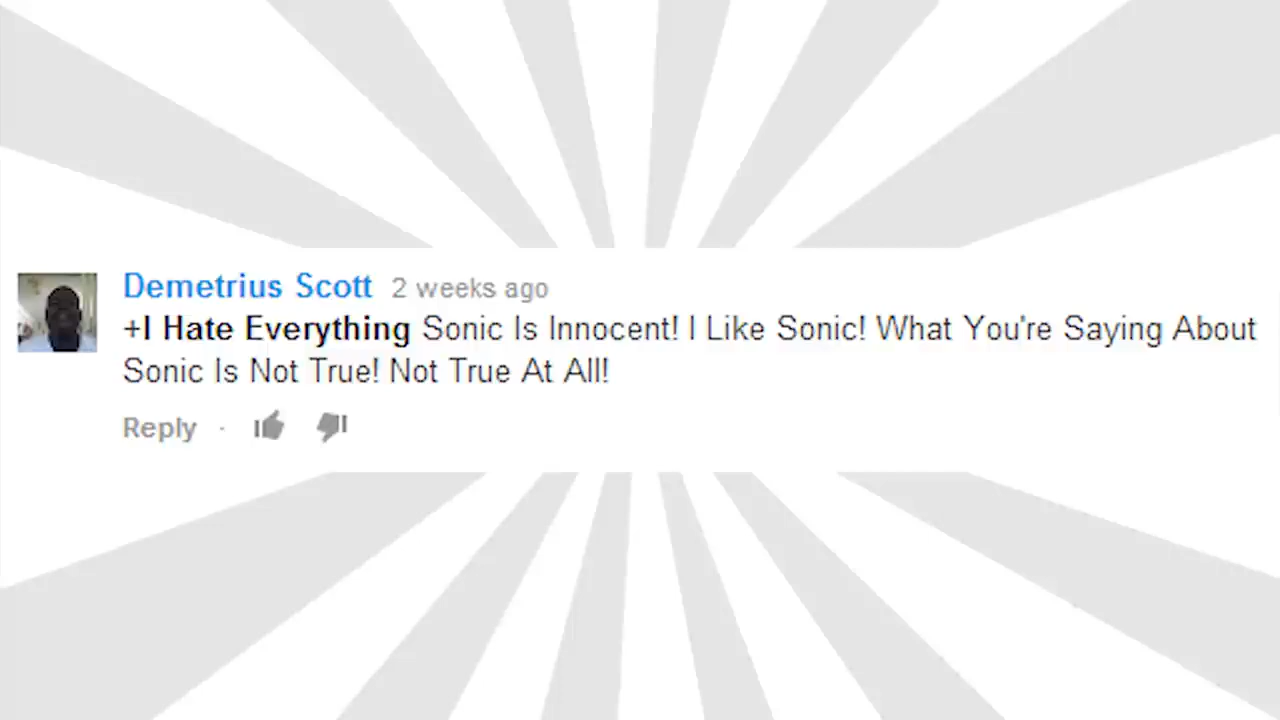 Demetrius Scott 2 weeks ago
+I Hate Everything Sonic Is Innocent! I Like Sonic! What You're Saying About
Sonic Is Not True! Not True At All!
Reply ·